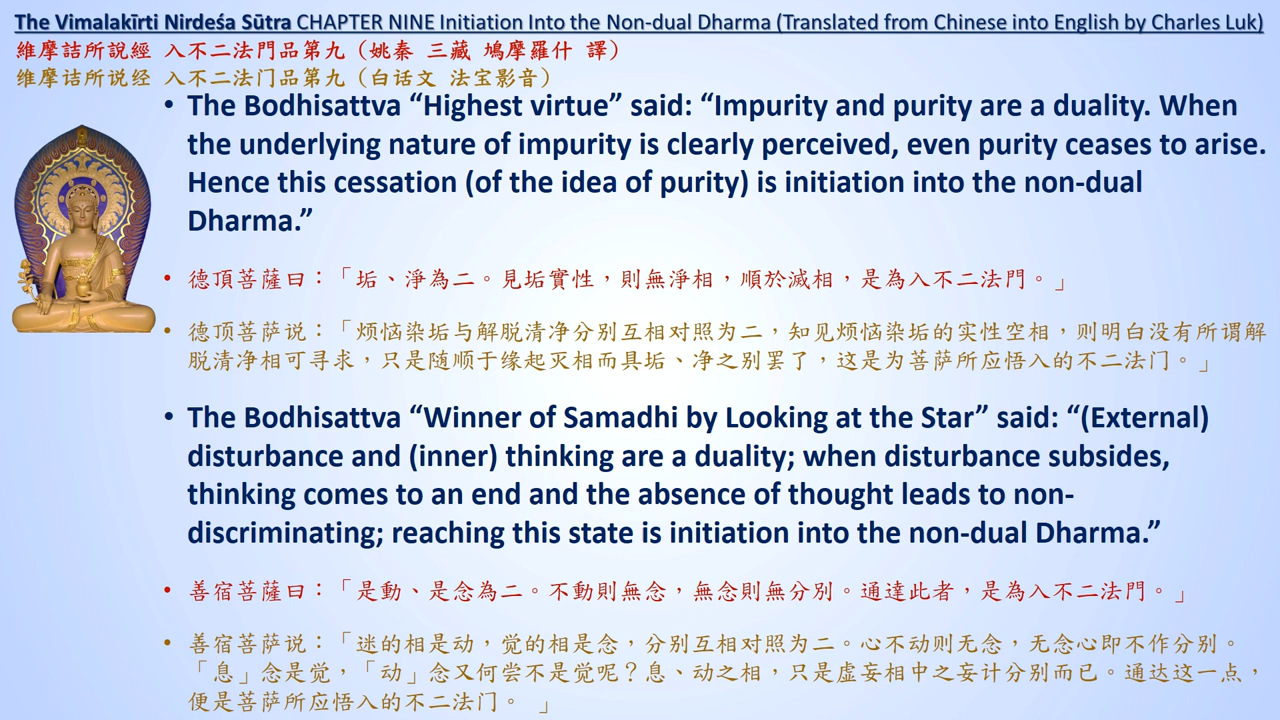 The Vimalakīrti Nirdeśa Sūtra CHAPTER NINE Initiation Into the Non-dual Dharma (Translated from Chinese into English by Charles Luk)
維摩詰所說經 入不二法門品第九（姚秦 三藏 鳩摩羅什 譯）
维摩诘所说经 入不二法门品第九（白话文 法宝影音）
• The Bodhisattva “Highest virtue” said: “Impurity and purity are a duality. When
the underlying nature of impurity is clearly perceived, even purity ceases to arise.
Hence this cessation (of the idea of purity) is initiation into the non-dual
Dharma.”
• 德頂菩薩曰：「垢、淨為二。見垢實性，則無淨相，順於滅相，是為入不二法門。」
• 德顶菩萨说：「烦恼染垢与解脱清净分别互相对照为二，知见烦恼染垢的实性空相，则明白没有所谓解
脱清净相可寻求，只是随顺于缘起灭相而具垢、净之别罢了，这是为菩萨所应悟入的不二法门。」
• The Bodhisattva “Winner of Samadhi by Looking at the Star” said: “(External)
disturbance and (inner) thinking are a duality; when disturbance subsides,
thinking comes to an end and the absence of thought leads to non-
discriminating; reaching this state is initiation into the non-dual Dharma.”
• 善宿菩薩曰：「是動、是念為二。不動則無念，無念則無分別。通達此者，是為入不二法門。」
• 善宿菩萨说：「迷的相是动，觉的相是念，分别互相对照为二。心不动则无念，无念心即不作分别。
「息」念是觉，「动」念又何尝不是觉呢？息、动之相，只是虚妄相中之妄计分别而已。通达这一点，
便是菩萨所应悟入的不二法门。 」